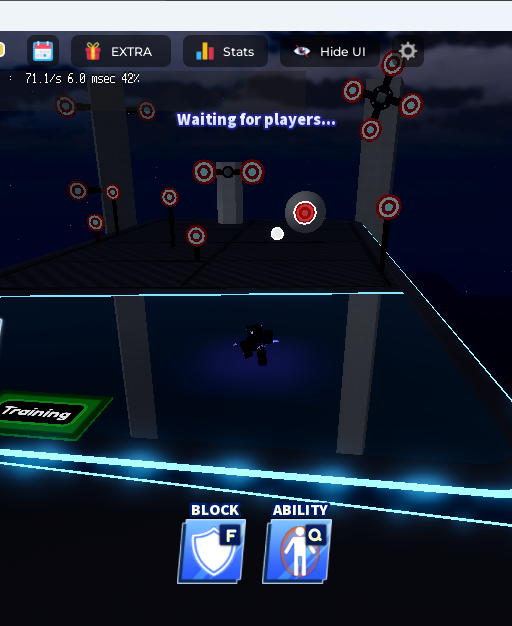 EXTRA
Stats
Hide UI
: 71.1/s 6.0 msec 42%
Waiting for players...
Training
BLOCK
ABILITY
F
Q